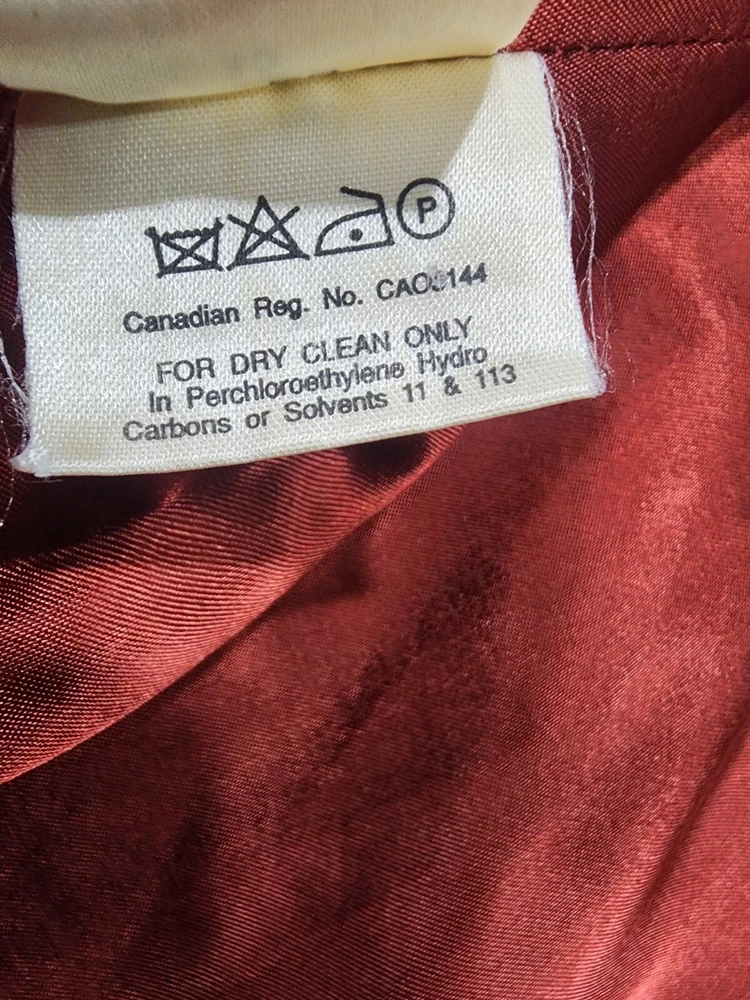 P
Canadian Reg. No.
FOR DRY CLEAN ONLY
In Perchloroethylene Hydro
Carbons or Solvents 11 & 113